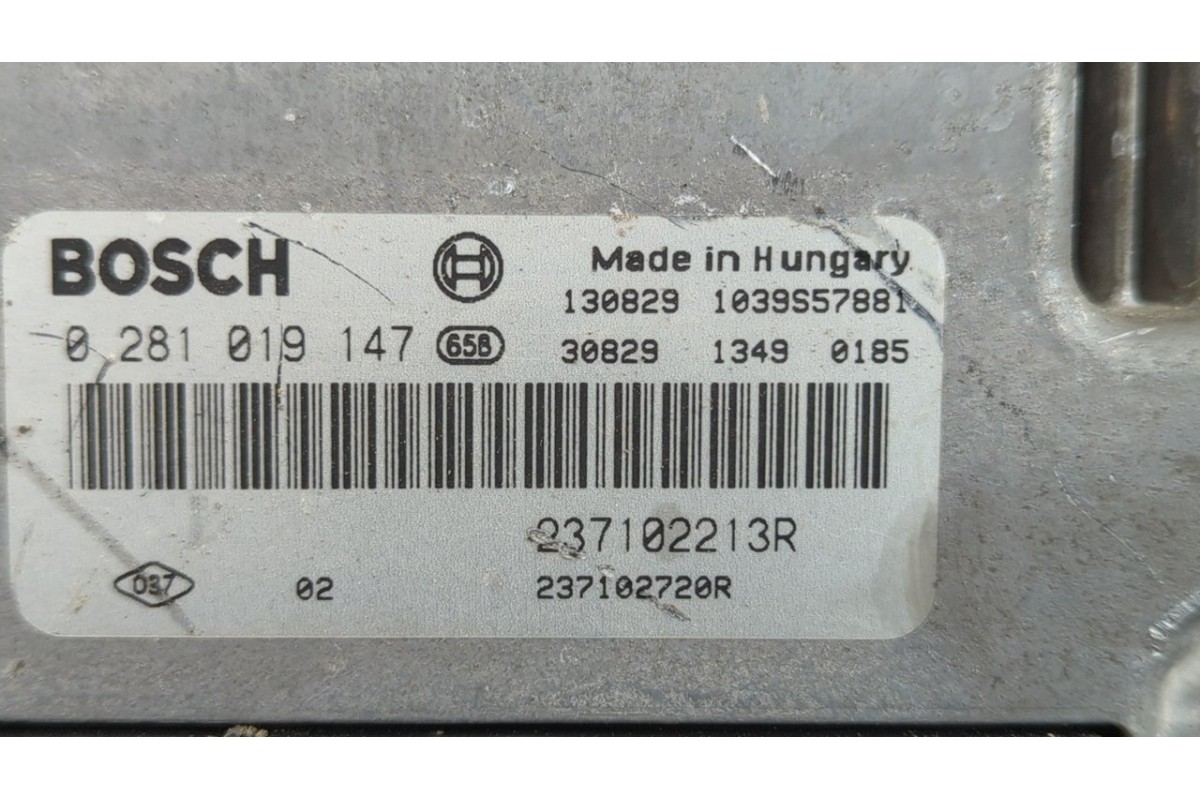 BOSCH
Made in Hungary
130829 1039S57881
0 281 019 147 658 30829 1349 0185
237102213R
037 02 237102720R